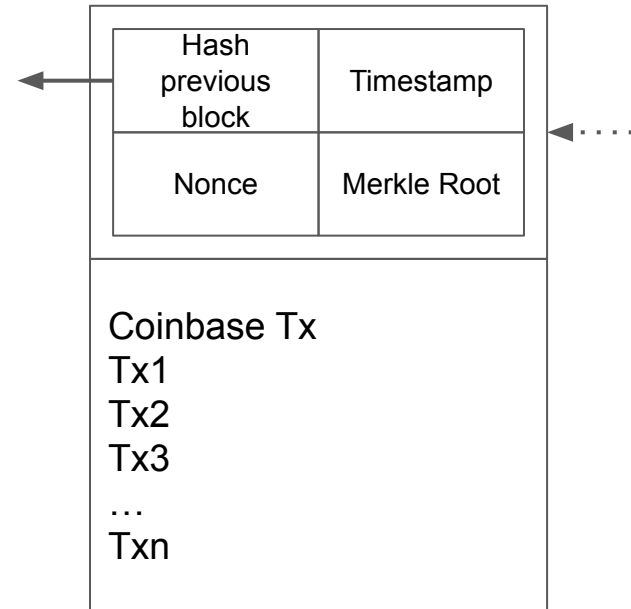 Hash
previous
block
Timestamp
Nonce
Merkle Root
Coinbase Tx
Tx1
Tx2
Tx3
…
Txn